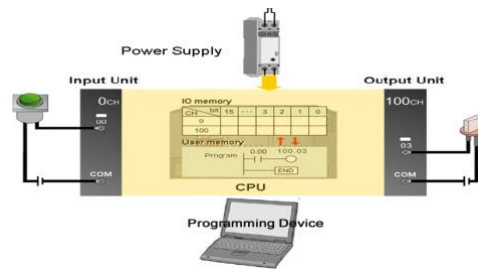 Power Supply
Input Unit
Output Unit
0CH
100CH
IO memory
CH bit 15 ... 3 2 1 0
0
100
00
03
User memory
Program 0.00 100.03
END
COM
COM
CPU
Programming Device